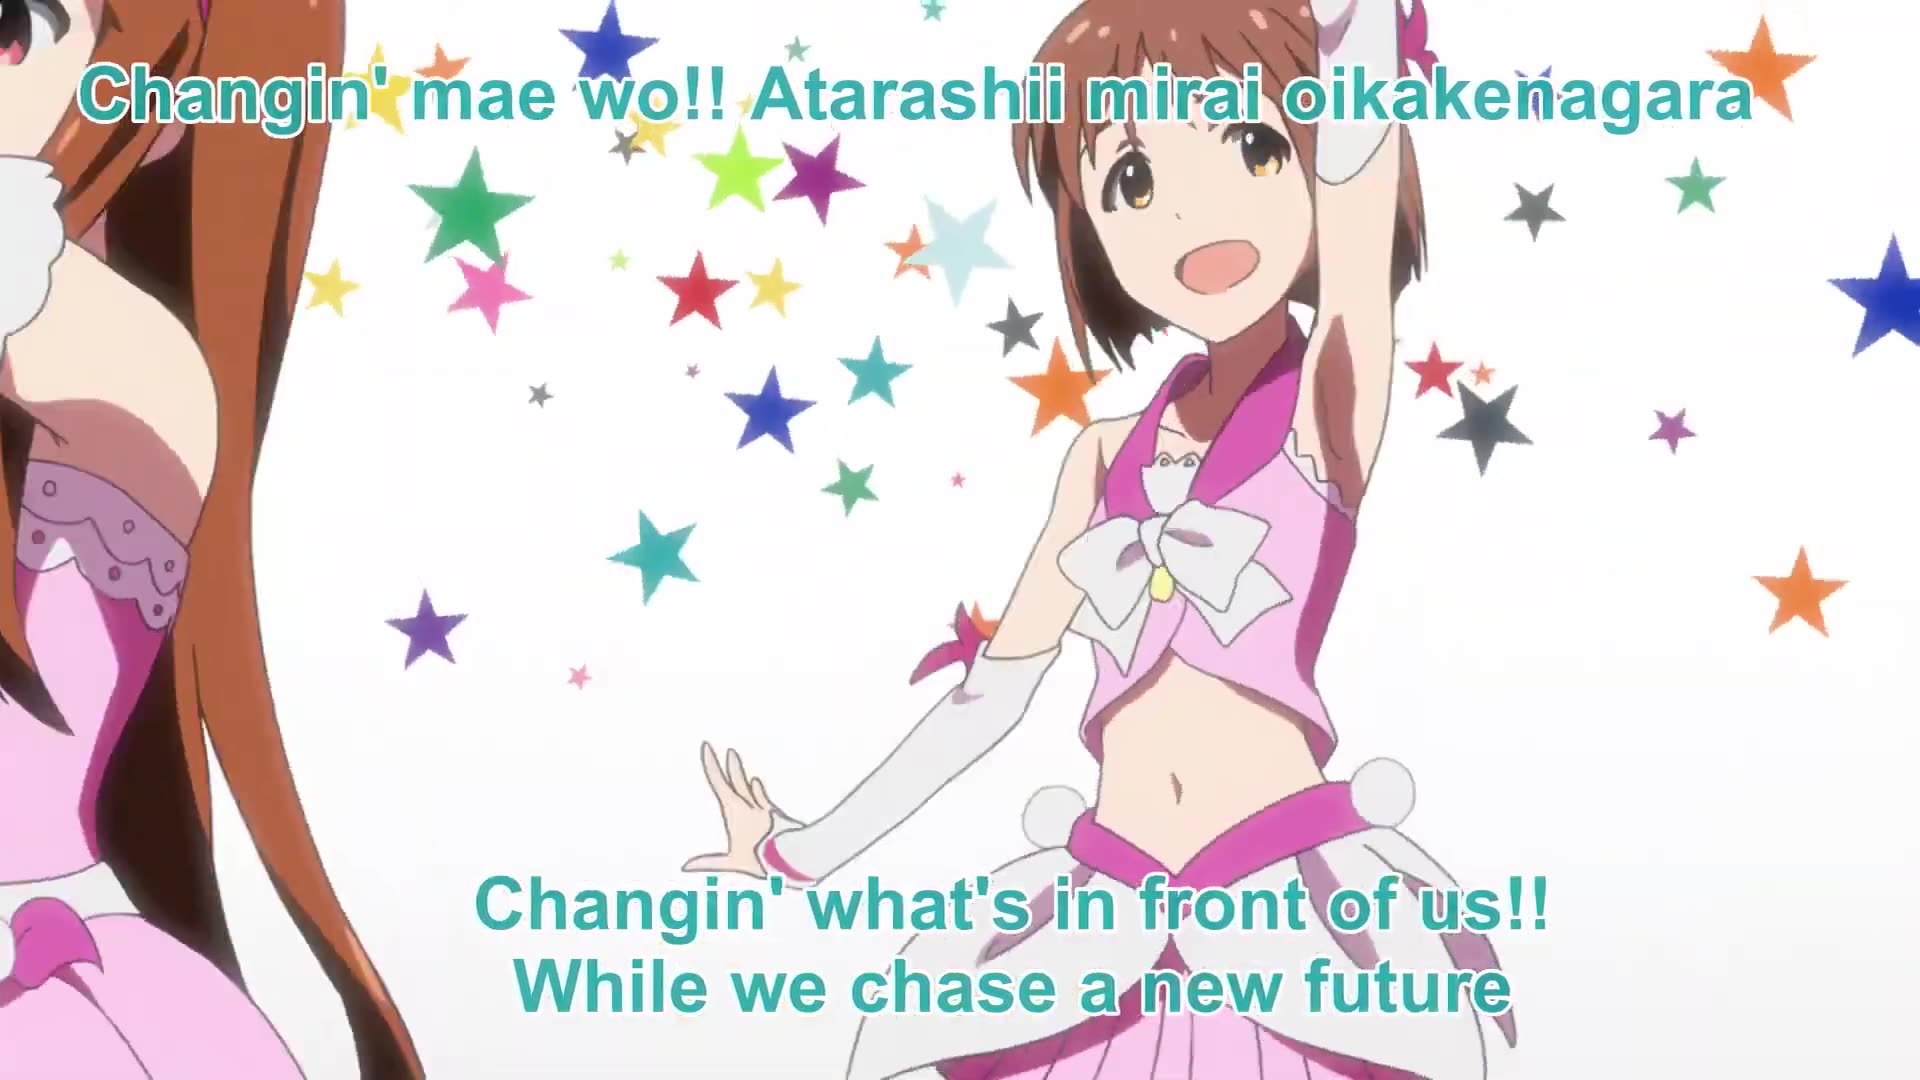 Changin' mae wo!! Atarashii mirai oikakenagara
Changin' what's in front of us!!
While we chase a new future